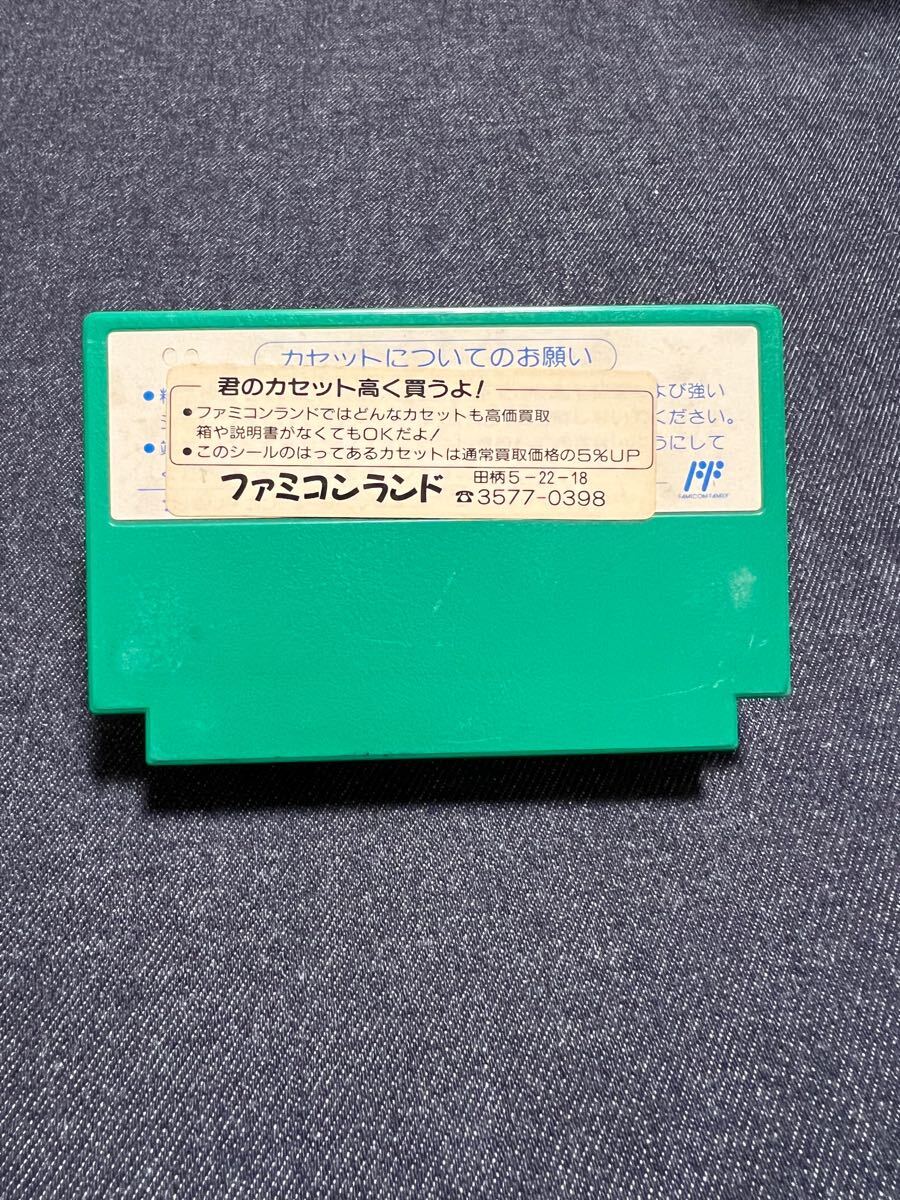 カセットについてのお願い
君のカセット高く買うよ!
よび強い
●ファミコンランドではどんなカセットも高価買取
ください。
箱や説明書がなくてもOKだよ!
うにして
●このシールのはってあるカセットは通常買取価格の5%UP
ファミコンランド 田柄5-22-18
☎3577-0398
FAMICOM FAMILY